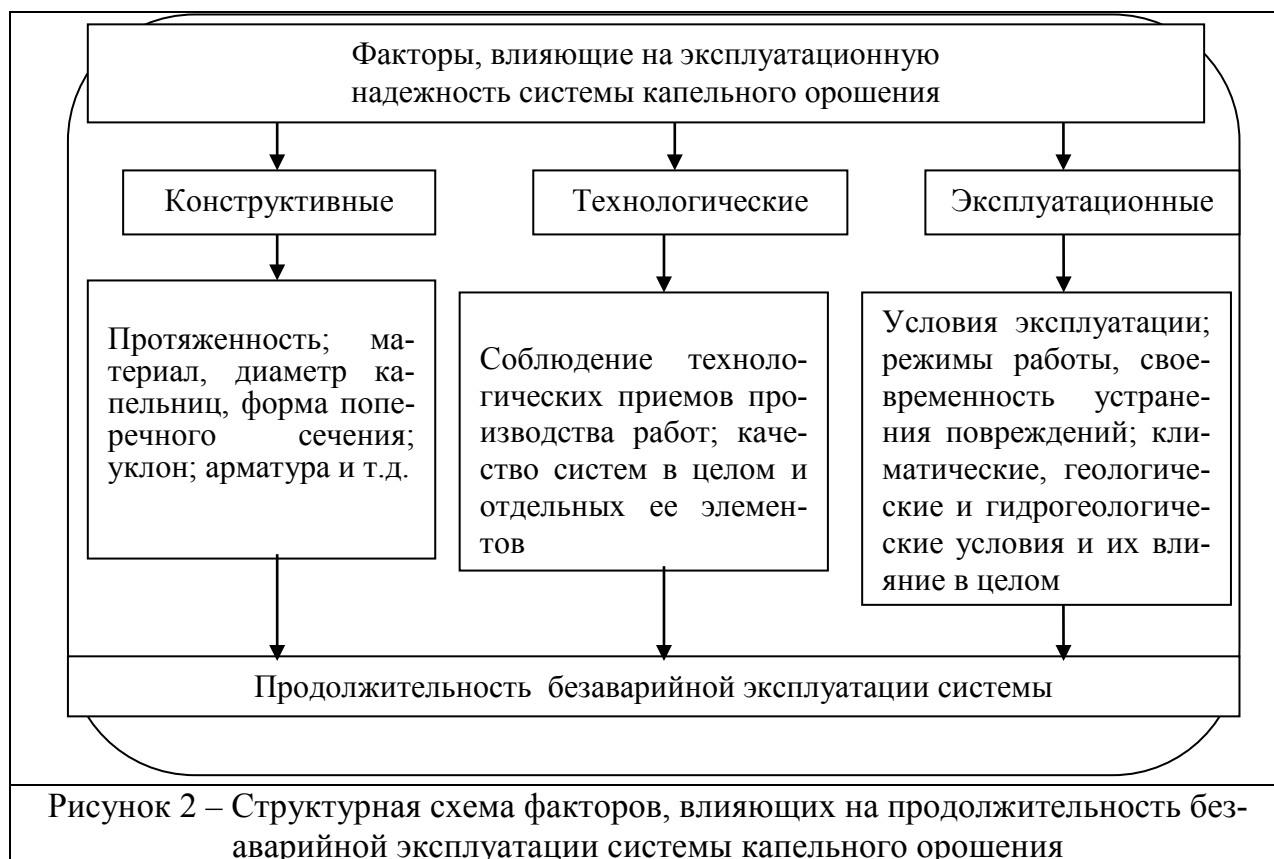 Факторы, влияющие на эксплуатационную
надежность системы капельного орошения
Конструктивные
Технологические
Эксплуатационные
Протяженность; ма-
териал, диаметр ка-
пельниц, форма попе-
речного сечения;
уклон; арматура и т.д.
Соблюдение техноло-
гических приемов про-
изводства работ; каче-
ство систем в целом и
отдельных ее элемен-
тов
Условия эксплуатации;
режимы работы, свое-
временность устране-
ния повреждений; кли-
матические, геологиче-
ские и гидрогеологиче-
ские условия и их вли-
яние в целом
Продолжительность безаварийной эксплуатации системы
Рисунок 2 – Структурная схема факторов, влияющих на продолжительность без-
аварийной эксплуатации системы капельного орошения